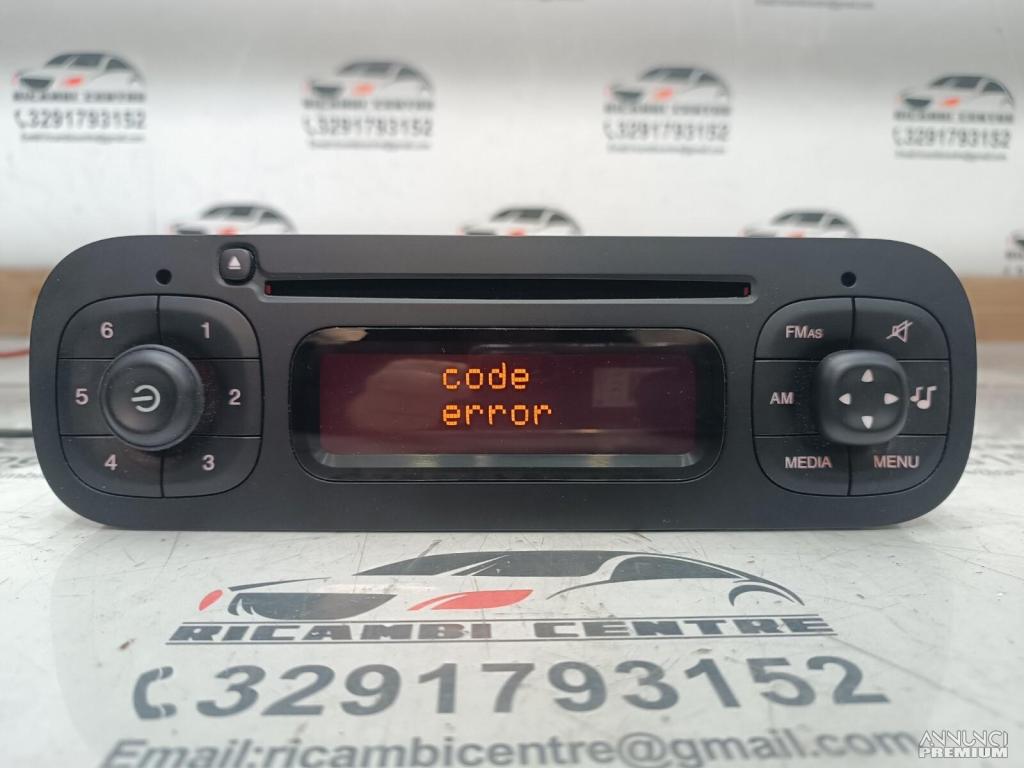 RICAMBI CENTRE
3291793152
RICAMBI CENTRE
3291793152
RICAMBI CENTRE
3291793152
RICAMBI CENTRE
3291793152
6
1
5
2
4
3
code
error
FMAS
AM
MEDIA
MENU
RICAMBI CENTRE
3291793152
Email:ricambicentre@gmail.com
ANNUNCI
PREMIUM